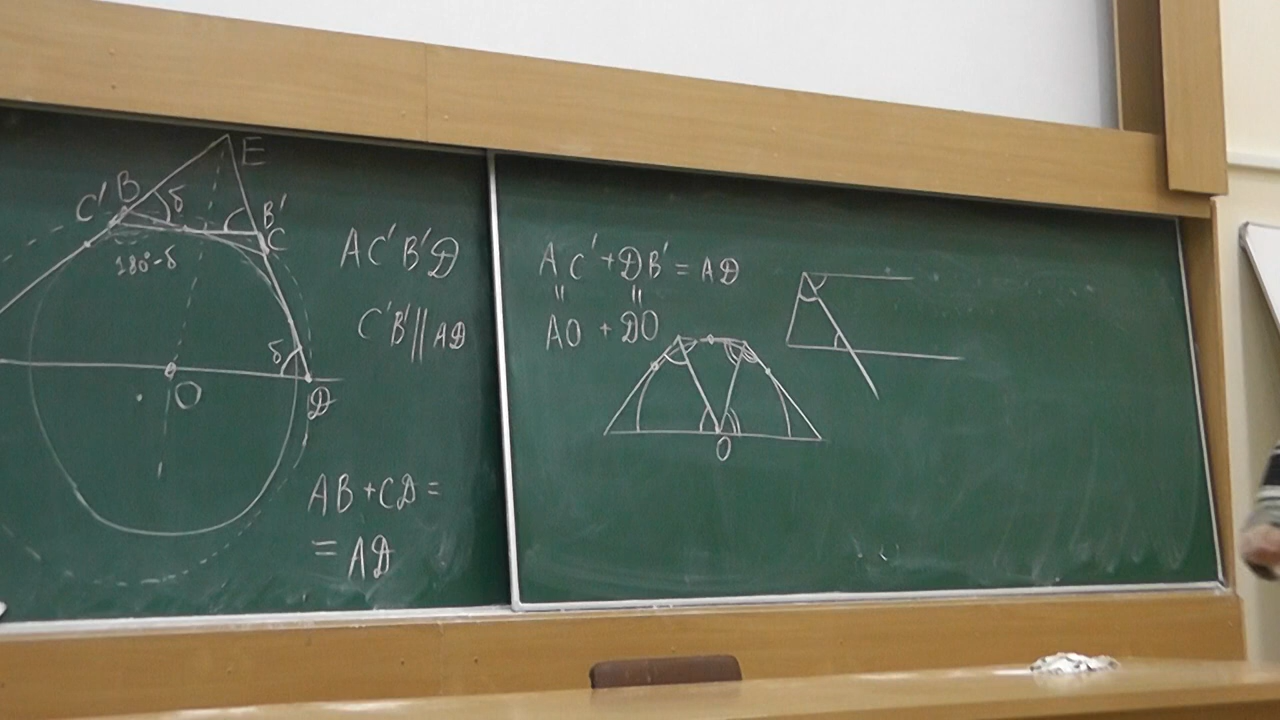 E
C' B δ B'
C
180°-δ
δ
O D
AC'B'D
C'B' || AD
AB + CD =
= AD
AC' + DB' = AD
" "
AO + DO
O